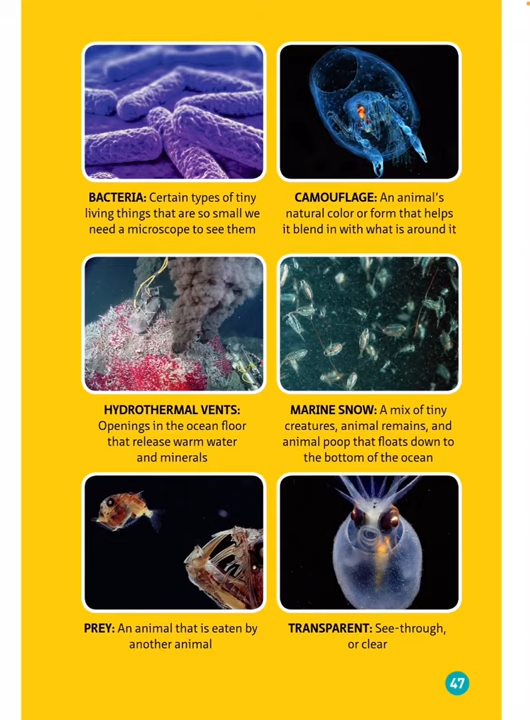 BACTERIA: Certain types of tiny
living things that are so small we
need a microscope to see them
CAMOUFLAGE: An animal's
natural color or form that helps
it blend in with what is around it
HYDROTHERMAL VENTS:
Openings in the ocean floor
that release warm water
and minerals
MARINE SNOW: A mix of tiny
creatures, animal remains, and
animal poop that floats down to
the bottom of the ocean
PREY: An animal that is eaten by
another animal
TRANSPARENT: See-through,
or clear
47